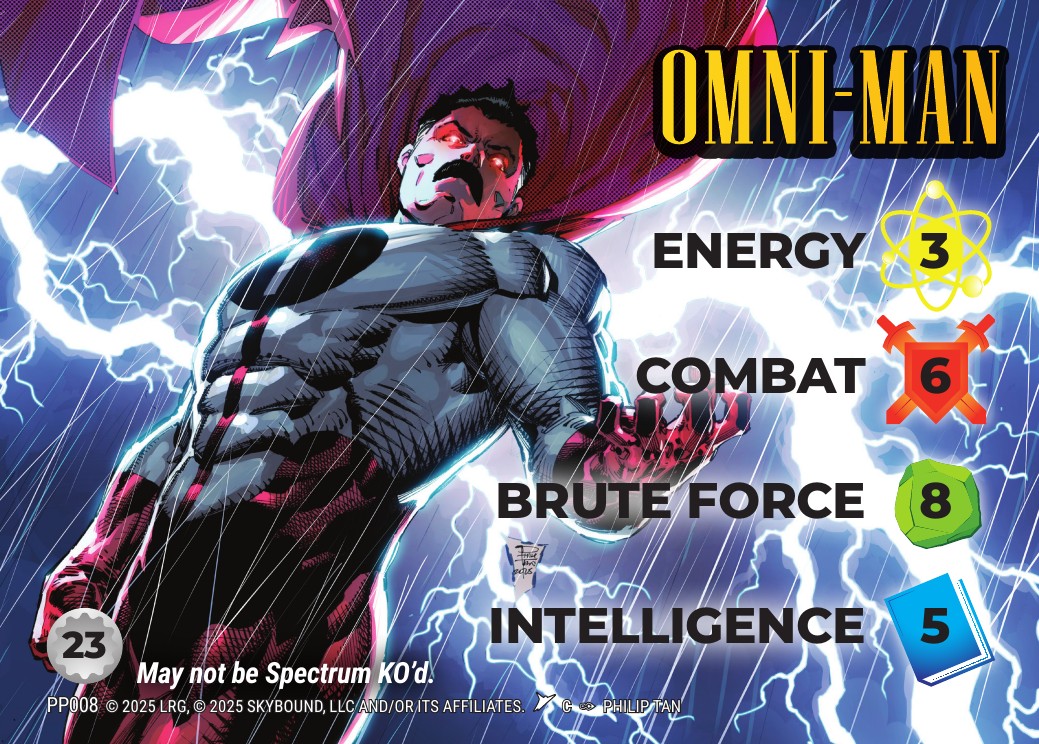 OMNI-MAN
ENERGY 3
COMBAT 6
BRUTE FORCE 8
INTELLIGENCE 5
23
May not be Spectrum KO'd.
PP008 © 2025 LRG, © 2025 SKYBOUND, LLC AND/OR ITS AFFILIATES. C PHILIP TAN